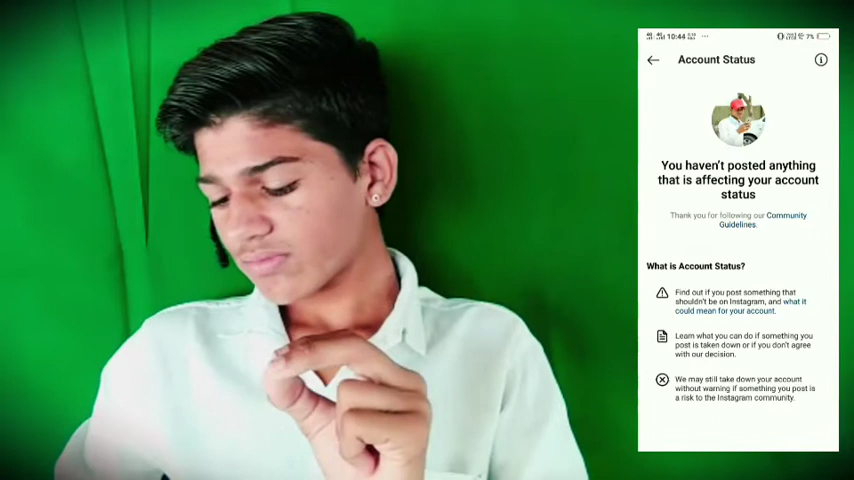 10:44
7%
Account Status
You haven't posted anything
that is affecting your account
status
Thank you for following our Community
Guidelines.
What is Account Status?
Find out if you post something that
shouldn't be on Instagram, and what it
could mean for your account.
Learn what you can do if something you
post is taken down or if you don't agree
with our decision.
We may still take down your account
without warning if something you post is
a risk to the Instagram community.